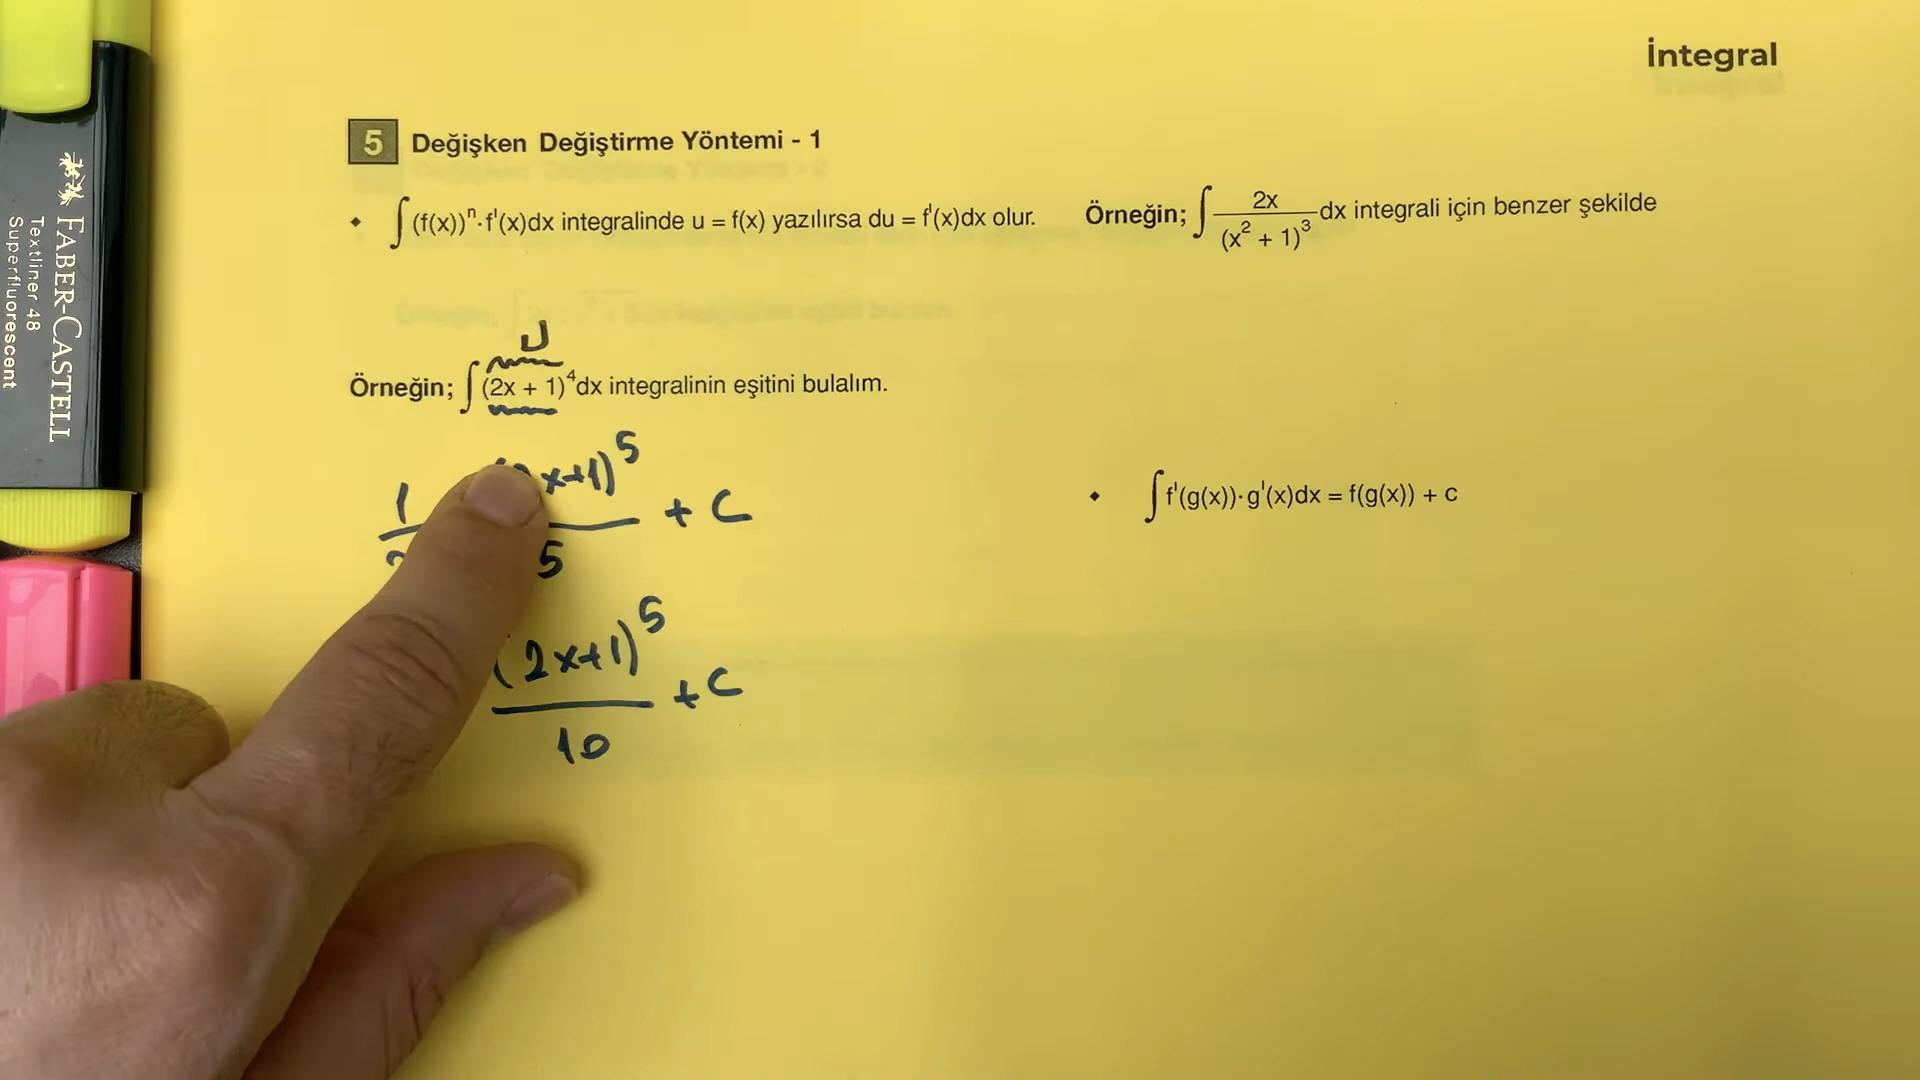 İntegral
5 Değişken Değiştirme Yöntemi - 1
• ∫(f(x))ⁿ·f'(x)dx integralinde u = f(x) yazılırsa du = f'(x)dx olur.
Örneğin; ∫(2x + 1)⁴dx integralinin eşitini bulalım.
U
1 x+1)⁵ / 5 + C
(2x+1)⁵ / 10 + C
Örneğin; ∫ 2x / (x² + 1)³ dx integrali için benzer şekilde
• ∫f'(g(x))·g'(x)dx = f(g(x)) + c
FABER-CASTELL
Textliner 48
Superfluorescent